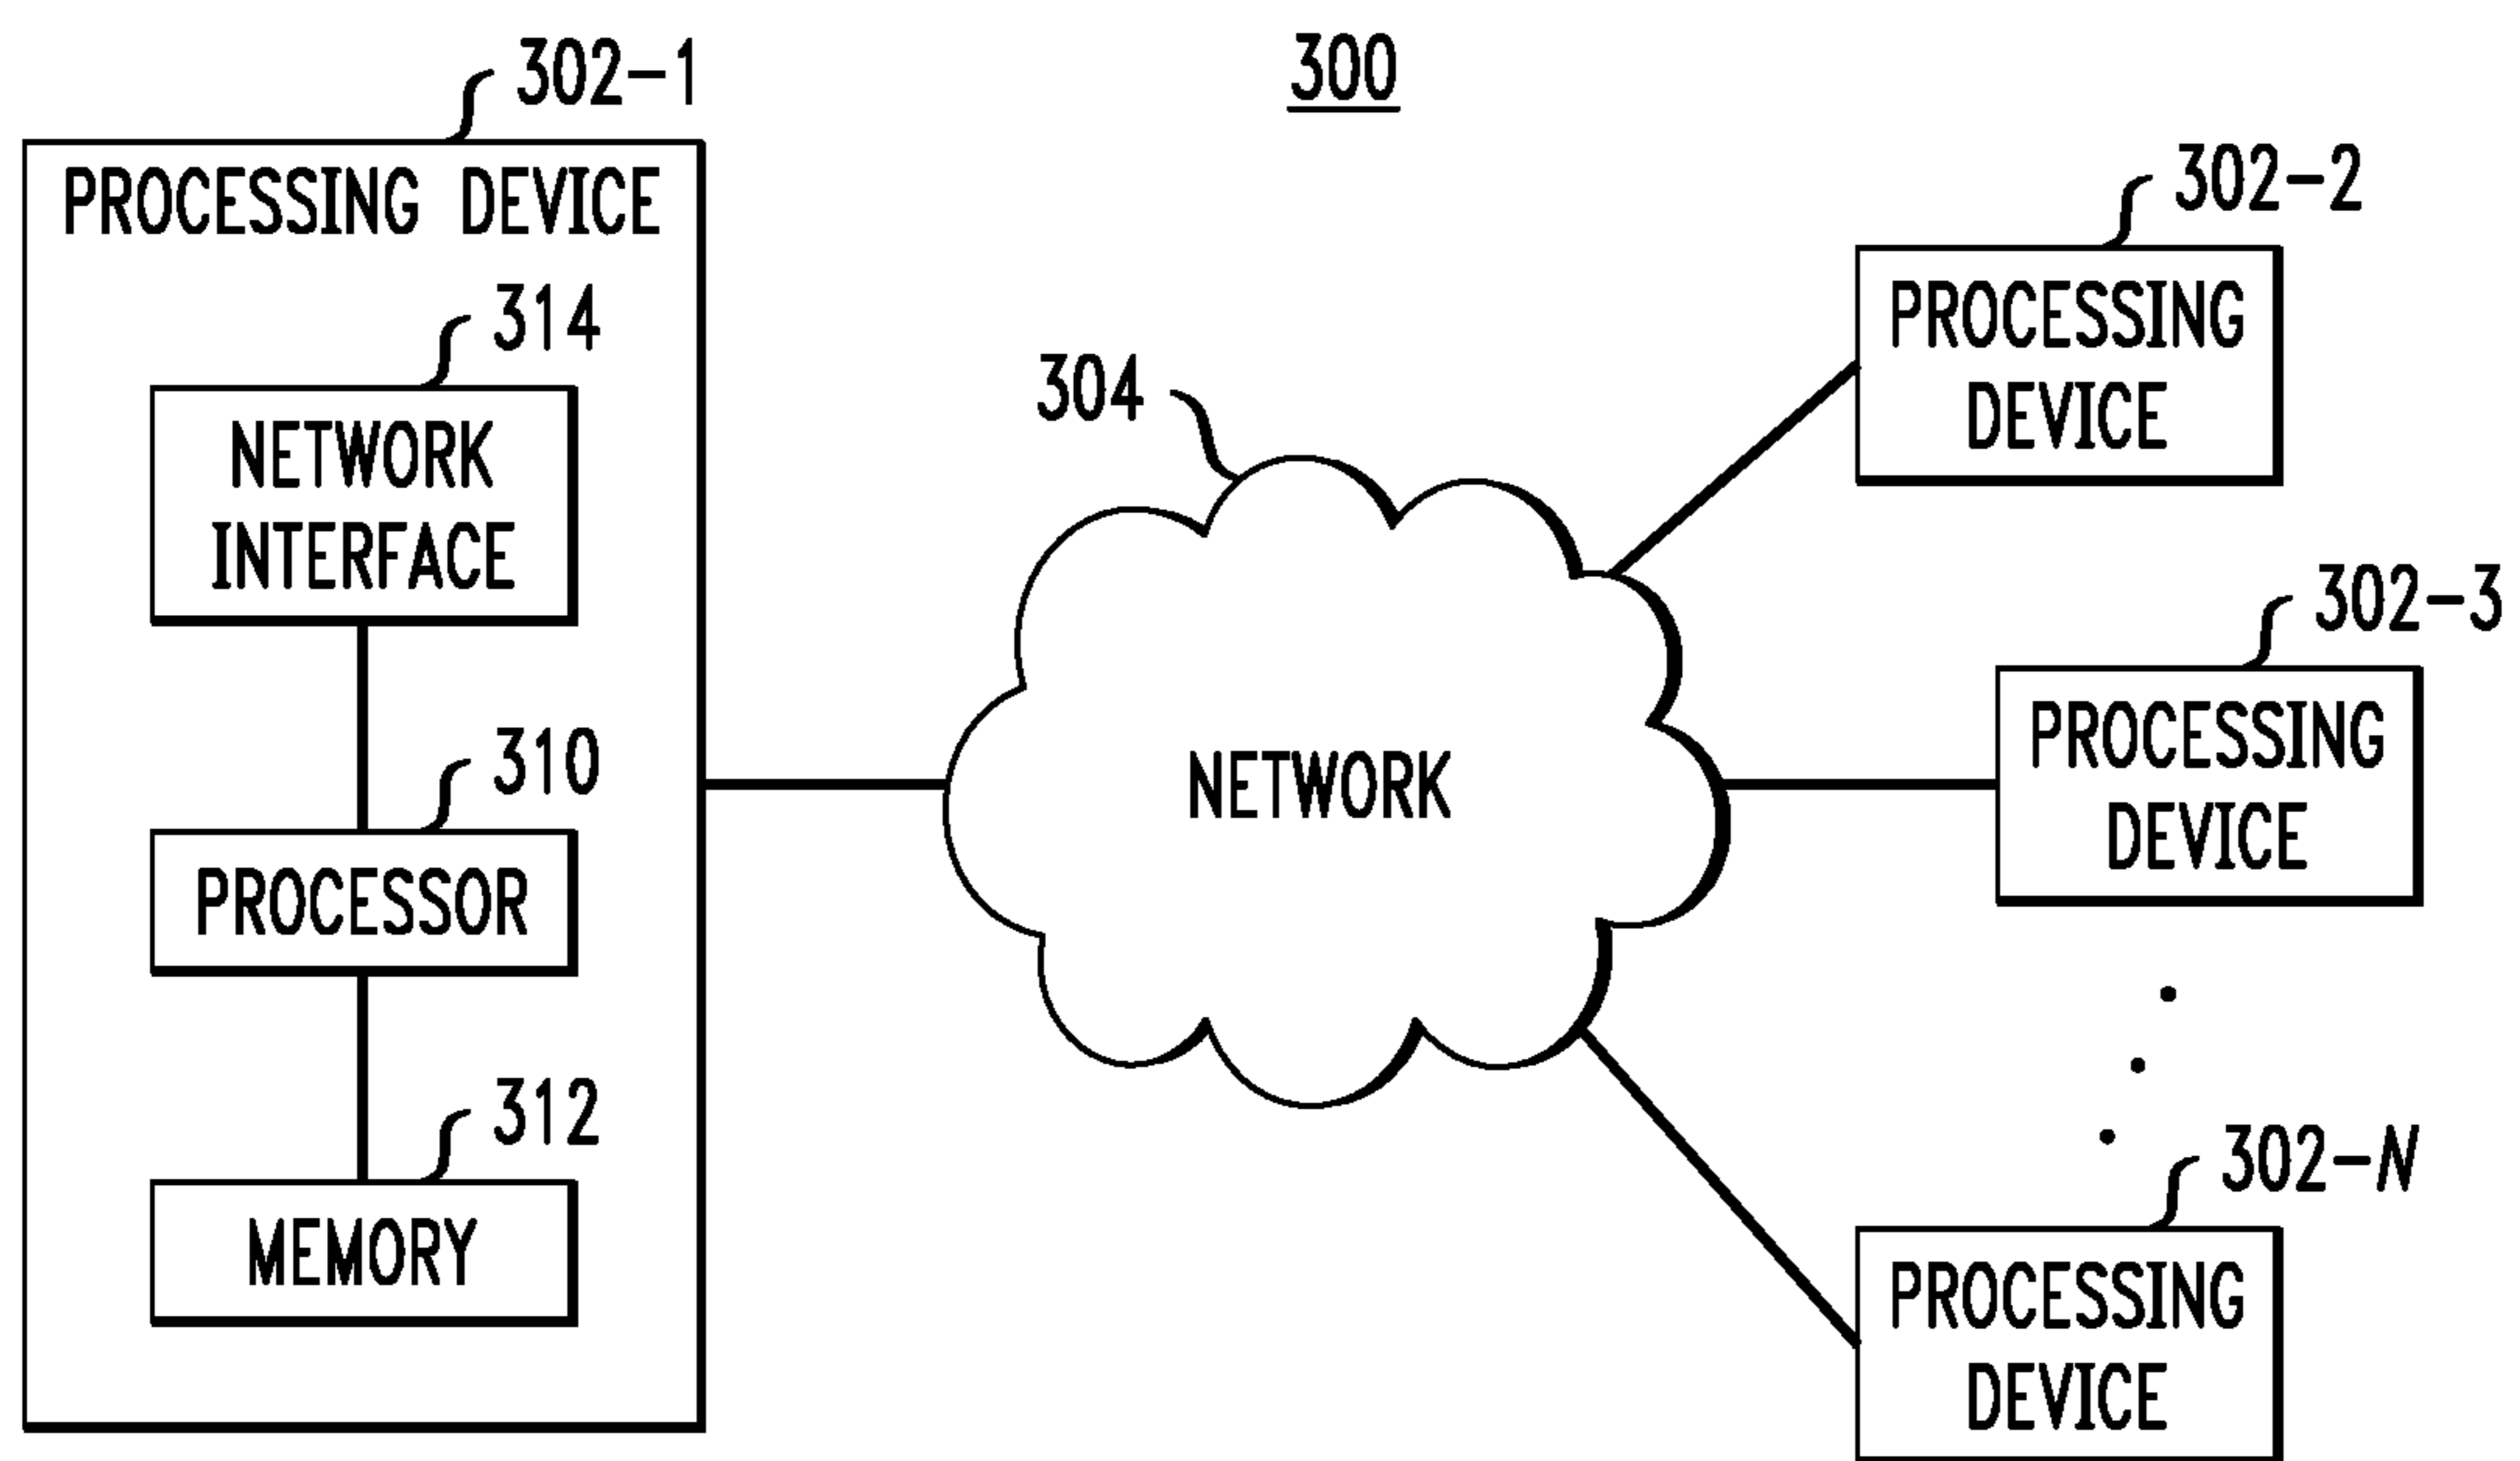 300
302-1
PROCESSING DEVICE
314
NETWORK
INTERFACE
310
PROCESSOR
312
MEMORY
304
NETWORK
302-2
PROCESSING
DEVICE
302-3
PROCESSING
DEVICE
302-N
PROCESSING
DEVICE